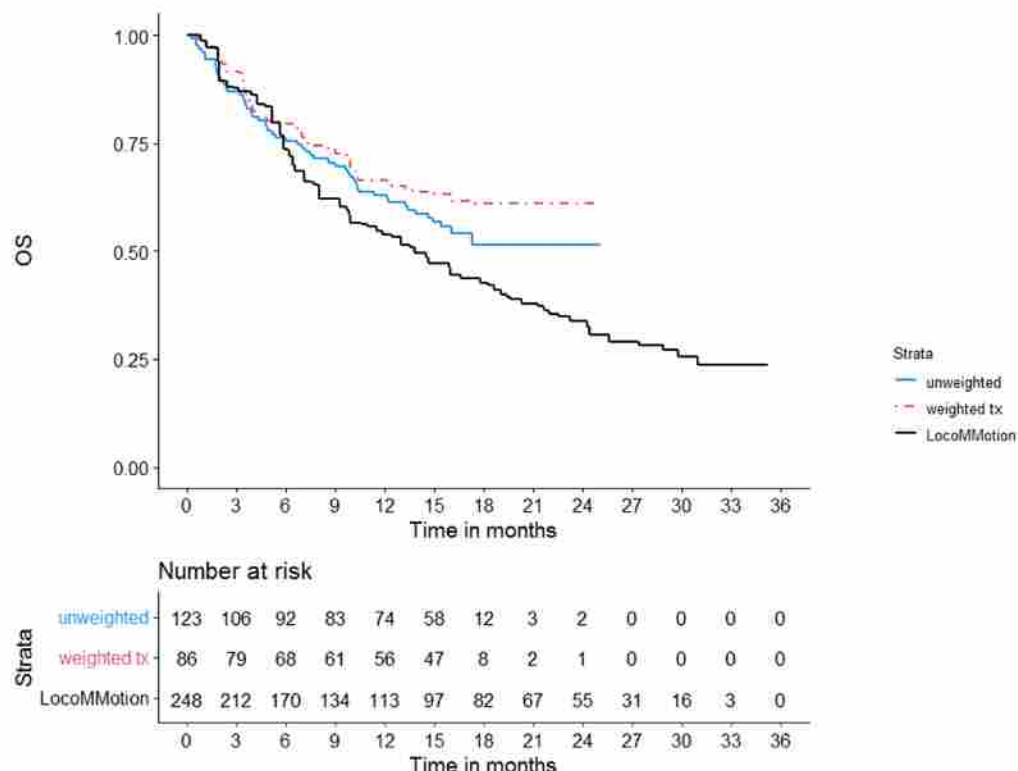 1.00
0.75
OS
0.50
0.25
0.00
0 3 6 9 12 15 18 21 24 27 30 33 36
Time in months
Strata
unweighted
weighted tx
LocoMMotion
Number at risk
Strata
unweighted 123 106 92 83 74 58 12 3 2 0 0 0 0
weighted tx 86 79 68 61 56 47 8 2 1 0 0 0 0
LocoMMotion 248 212 170 134 113 97 82 67 55 31 16 3 0
0 3 6 9 12 15 18 21 24 27 30 33 36
Time in months